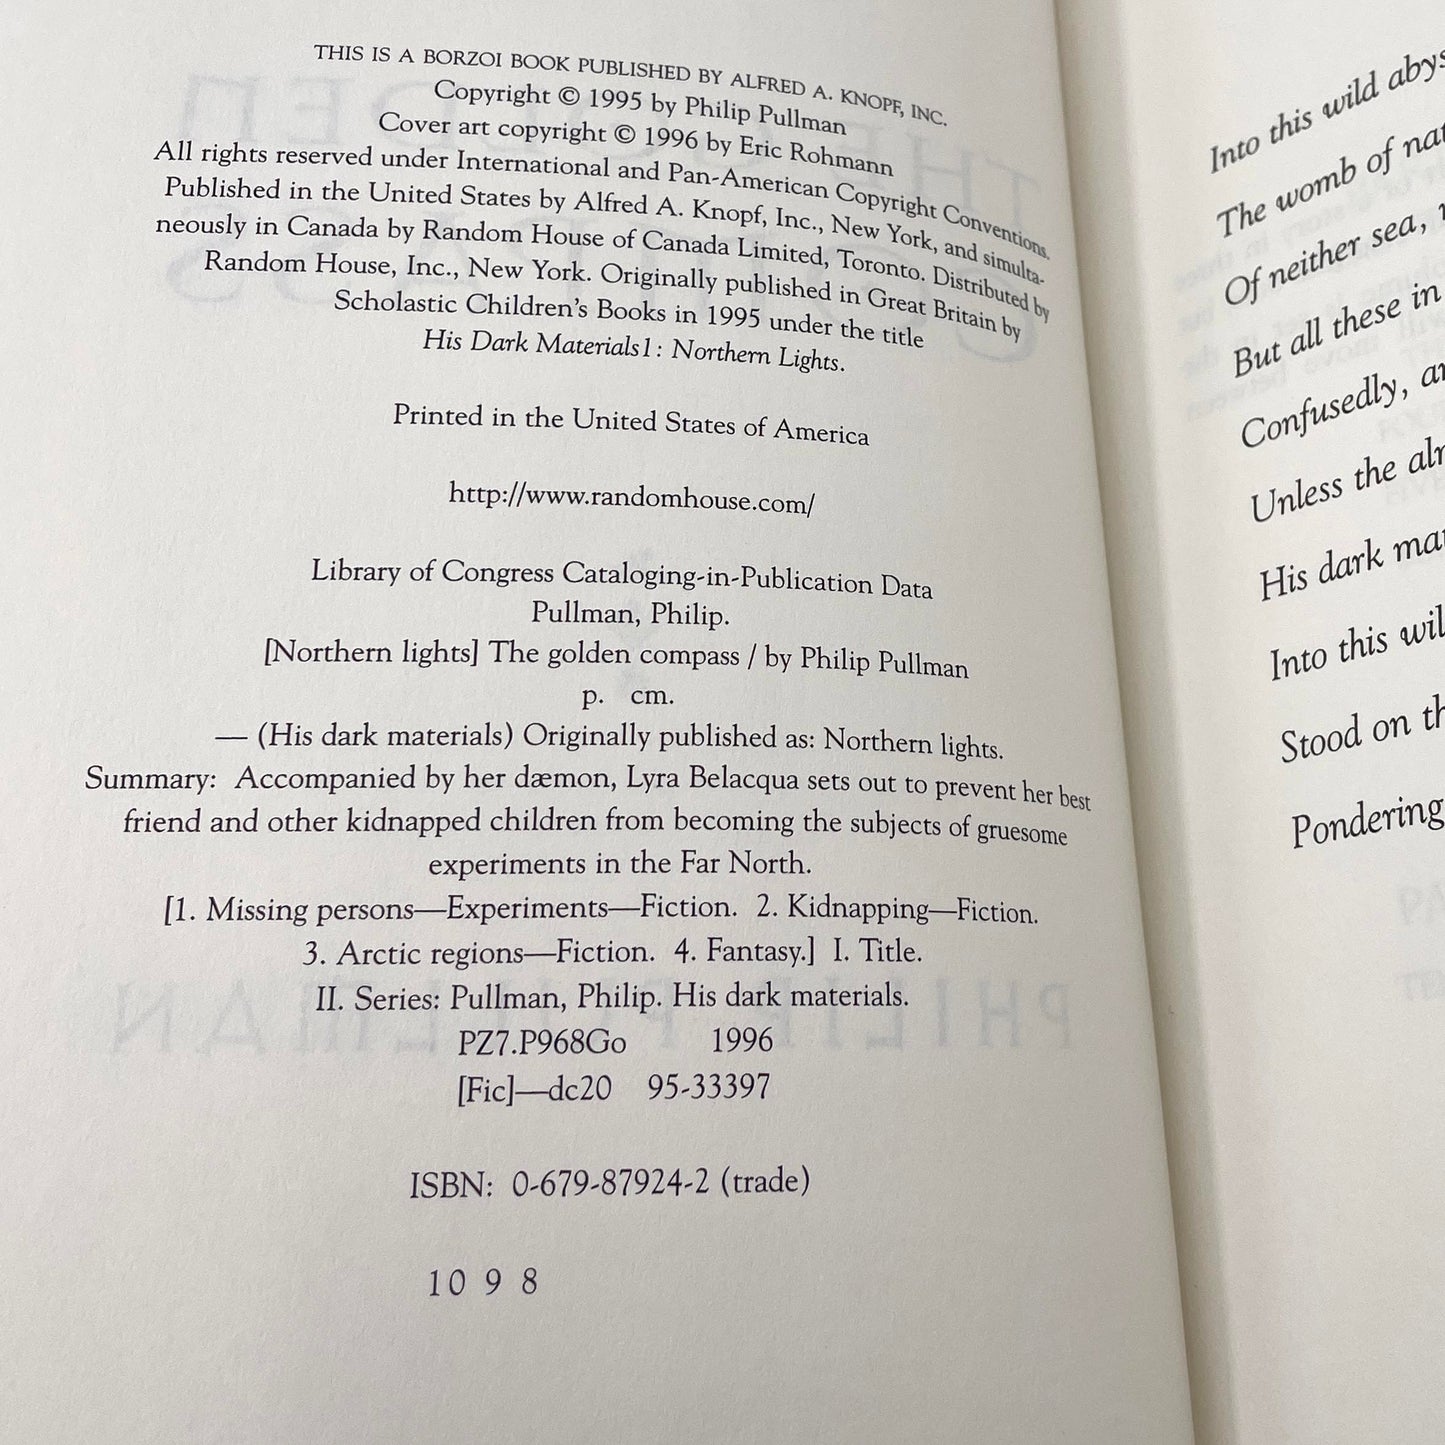 THIS IS A BORZOI BOOK PUBLISHED BY ALFRED A. KNOPF, INC.
Copyright © 1995 by Philip Pullman
Cover art copyright © 1996 by Eric Rohmann
All rights reserved under International and Pan-American Copyright Conventions.
Published in the United States by Alfred A. Knopf, Inc., New York, and simulta-
neously in Canada by Random House of Canada Limited, Toronto. Distributed by
Random House, Inc., New York. Originally published in Great Britain by
Scholastic Children's Books in 1995 under the title
His Dark Materials1: Northern Lights.
Printed in the United States of America
http://www.randomhouse.com/
Library of Congress Cataloging-in-Publication Data
Pullman, Philip.
[Northern lights] The golden compass / by Philip Pullman
p. cm.
— (His dark materials) Originally published as: Northern lights.
Summary: Accompanied by her dæmon, Lyra Belacqua sets out to prevent her best
friend and other kidnapped children from becoming the subjects of gruesome
experiments in the Far North.
[1. Missing persons—Experiments—Fiction. 2. Kidnapping—Fiction.
3. Arctic regions—Fiction. 4. Fantasy.] I. Title.
II. Series: Pullman, Philip. His dark materials.
PZ7.P968Go 1996
[Fic]—dc20 95-33397
ISBN: 0-679-87924-2 (trade)
10 9 8
Into this wild
The womb of
Of neither sea,
But all these in
Confusedly,
Unless the
His dark
Into this
Stood on
Pondering